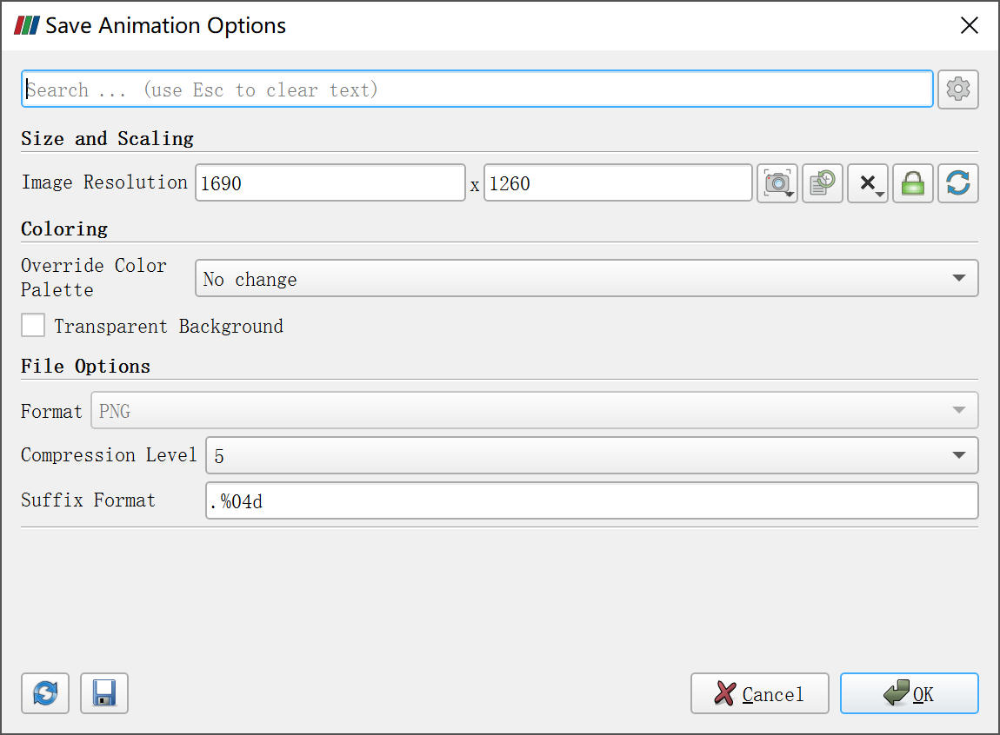 Save Animation Options
Search ... (use Esc to clear text)
Size and Scaling
Image Resolution 1690 x 1260
Coloring
Override Color
Palette
No change
Transparent Background
File Options
Format PNG
Compression Level 5
Suffix Format .%04d
Cancel OK